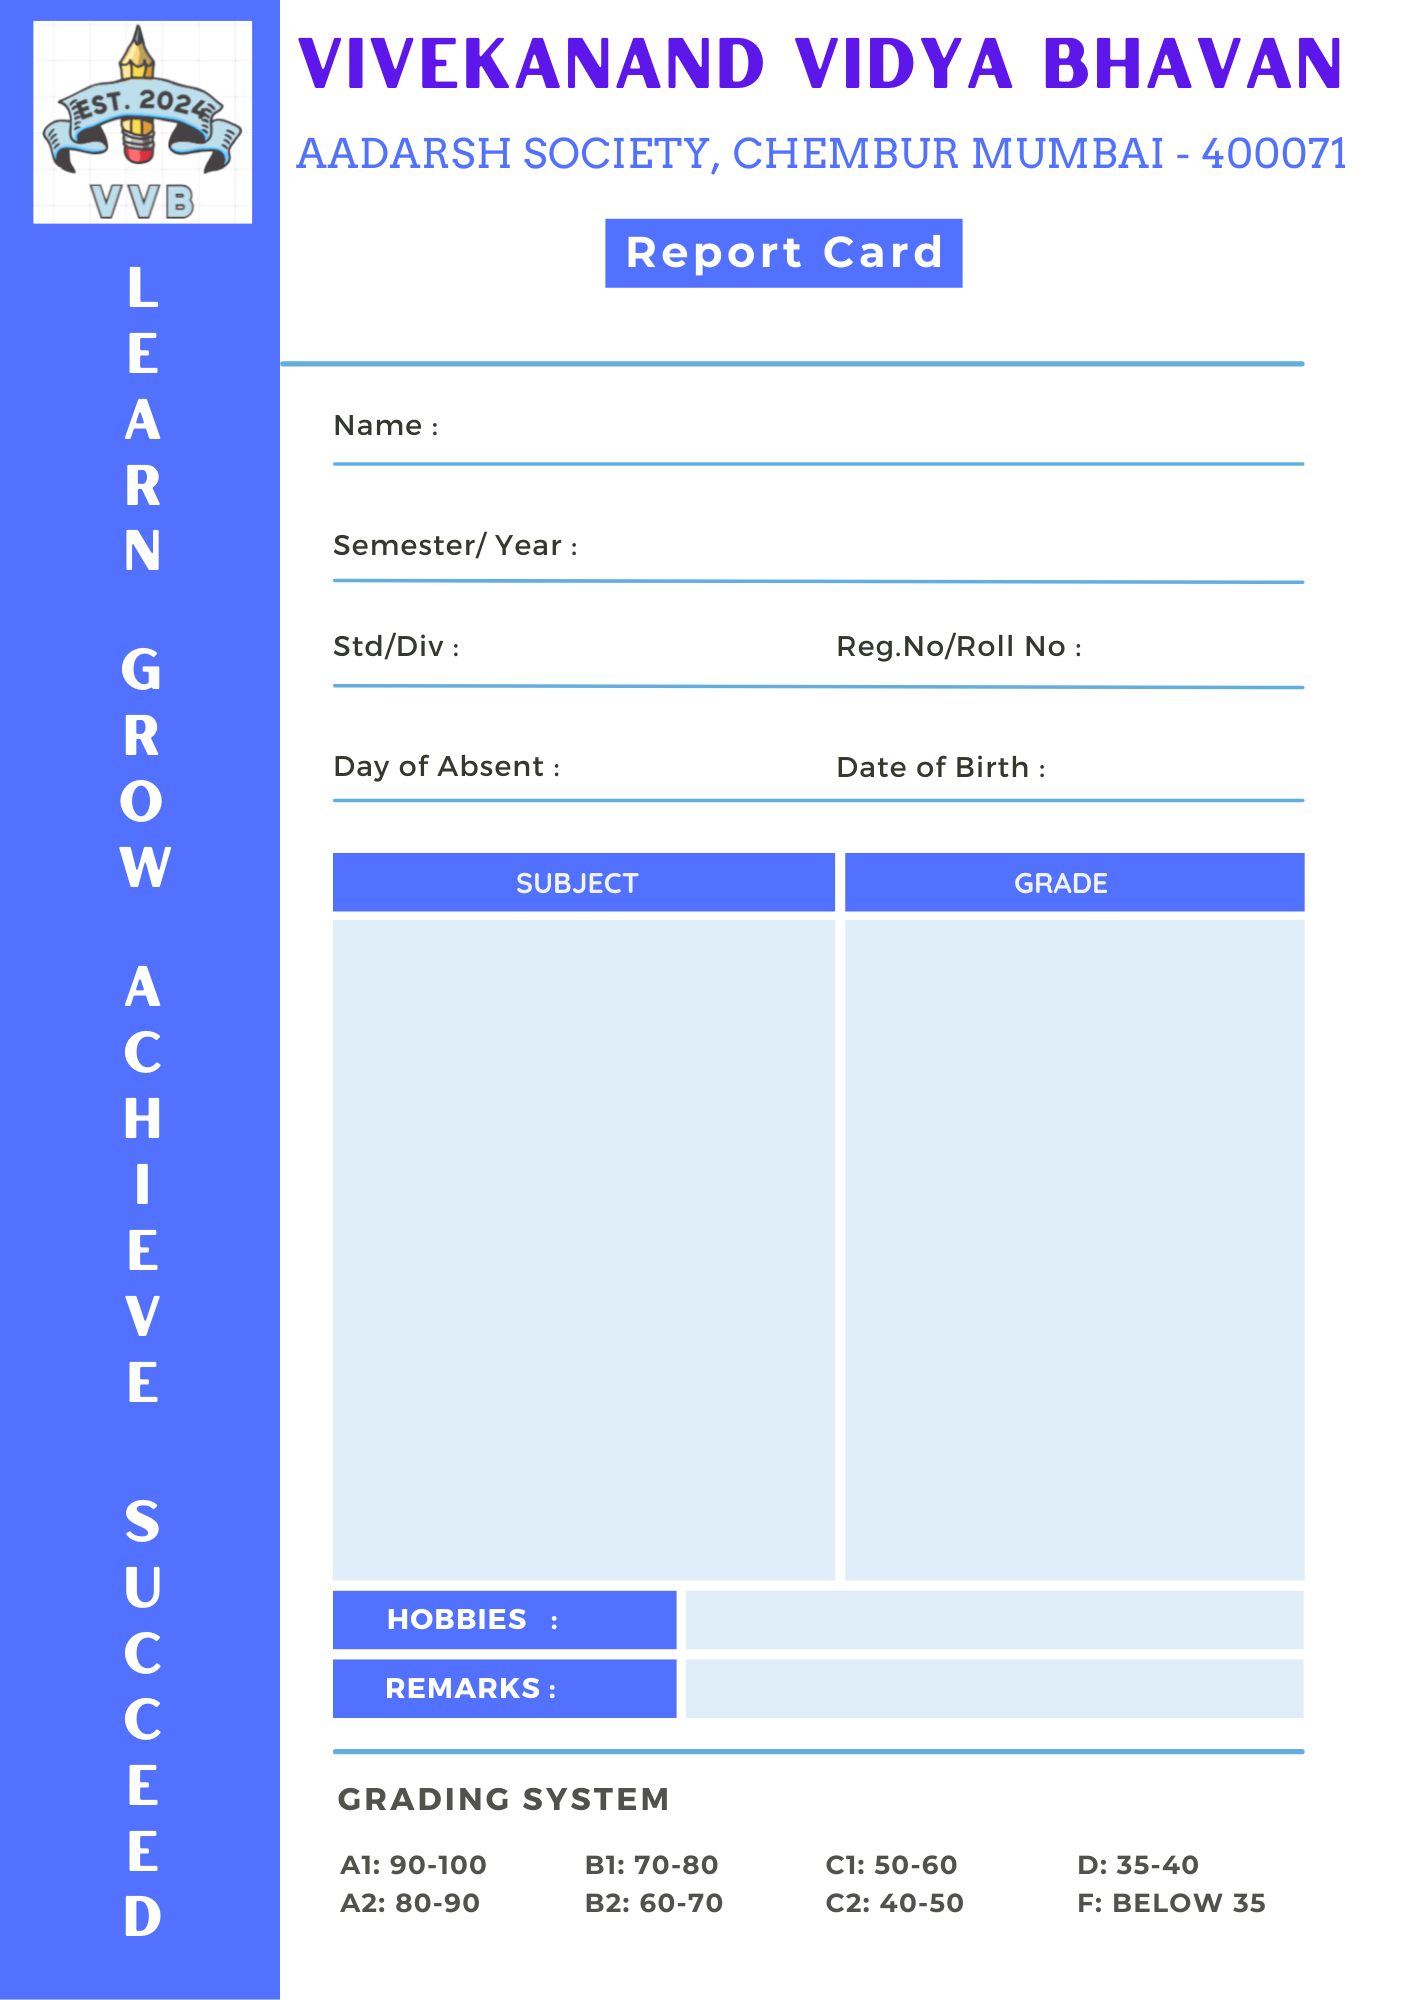 EST. 2024
VVB
VIVEKANAND VIDYA BHAVAN
AADARSH SOCIETY, CHEMBUR MUMBAI - 400071
Report Card
LEARN
GROW
ACHIEVE
SUCCEED
Name :
Semester/ Year :
Std/Div : Reg.No/Roll No :
Day of Absent : Date of Birth :
SUBJECT GRADE
HOBBIES :
REMARKS :
GRADING SYSTEM
A1: 90-100 B1: 70-80 C1: 50-60 D: 35-40
A2: 80-90 B2: 60-70 C2: 40-50 F: BELOW 35